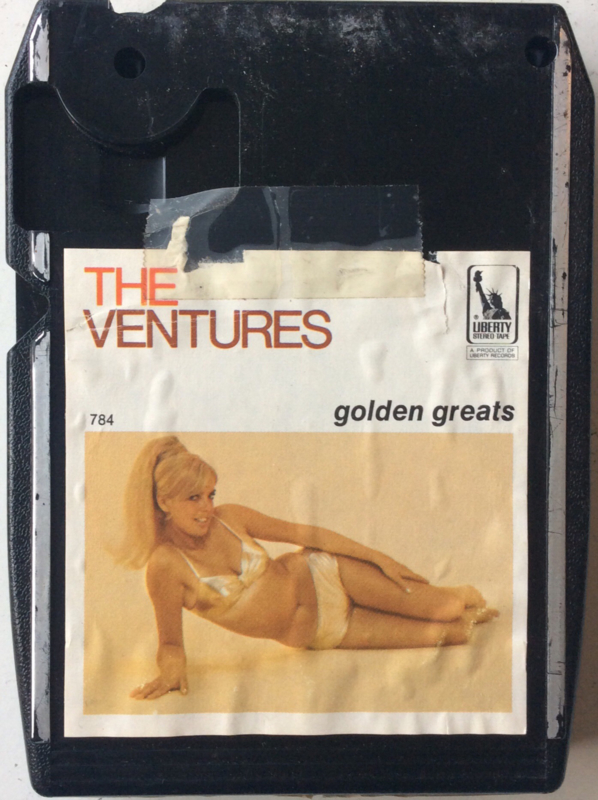 THE
VENTURES
®
LIBERTY
STEREO TAPE
A PRODUCT OF
LIBERTY RECORDS
784
golden greats